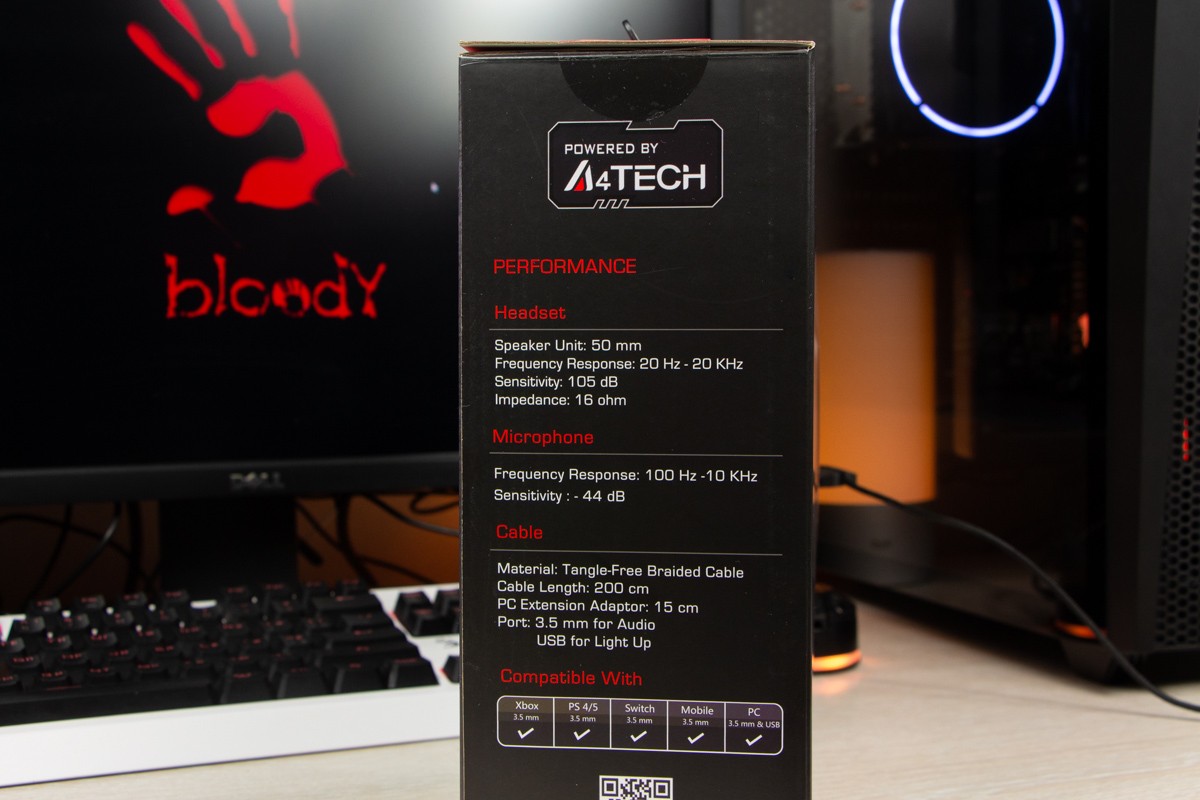 bloody
DELL
POWERED BY
A4TECH
PERFORMANCE
Headset
Speaker Unit: 50 mm
Frequency Response: 20 Hz - 20 KHz
Sensitivity: 105 dB
Impedance: 16 ohm
Microphone
Frequency Response: 100 Hz -10 KHz
Sensitivity : - 44 dB
Cable
Material: Tangle-Free Braided Cable
Cable Length: 200 cm
PC Extension Adaptor: 15 cm
Port: 3.5 mm for Audio
USB for Light Up
Compatible With
Xbox PS 4/5 Switch Mobile PC
3.5 mm 3.5 mm 3.5 mm 3.5 mm 3.5 mm & USB